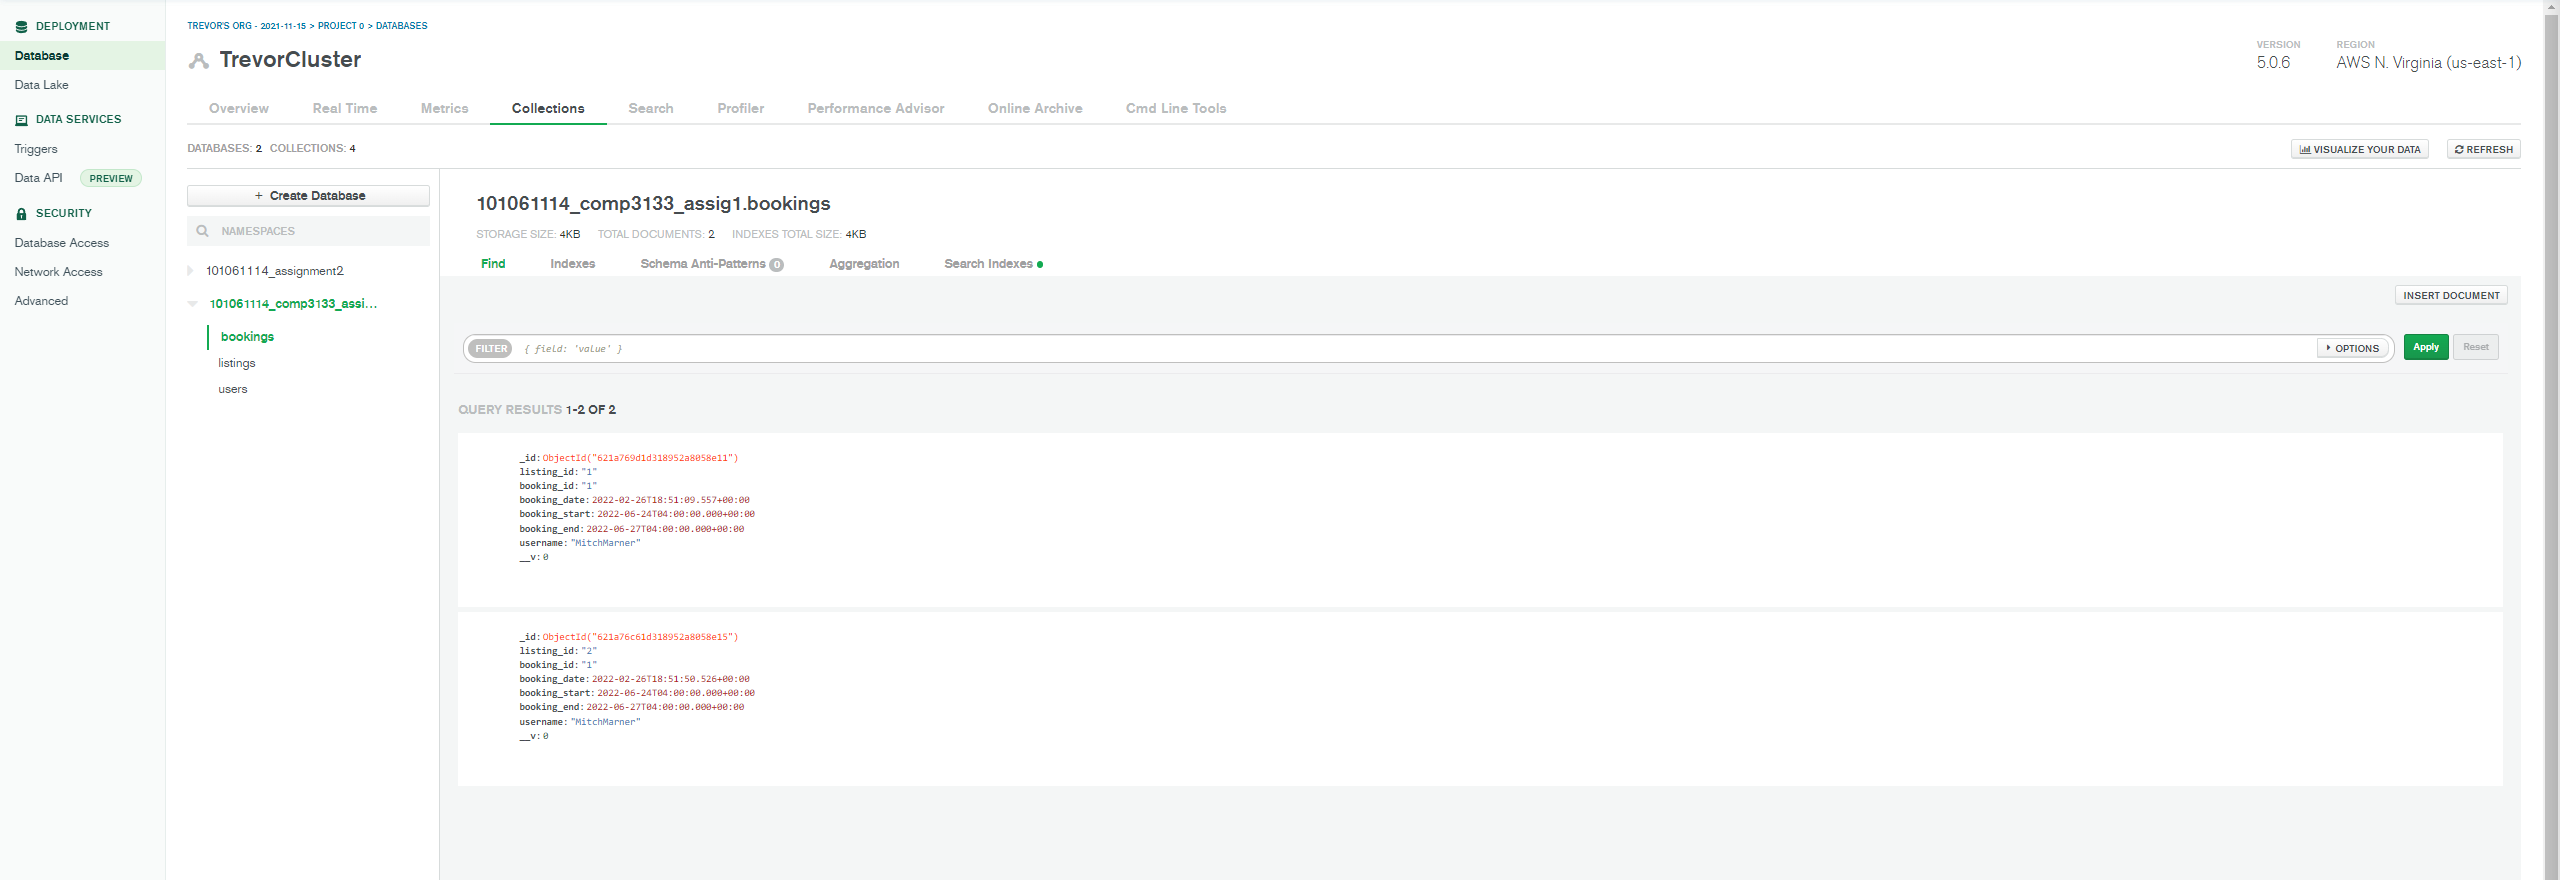 DEPLOYMENT
Database
Data Lake
DATA SERVICES
Triggers
Data API PREVIEW
SECURITY
Database Access
Network Access
Advanced
TREVOR'S ORG - 2021-11-15 > PROJECT 0 > DATABASES
TrevorCluster
VERSION
5.0.6
REGION
AWS N. Virginia (us-east-1)
Overview Real Time Metrics Collections Search Profiler Performance Advisor Online Archive Cmd Line Tools
DATABASES: 2 COLLECTIONS: 4
VISUALIZE YOUR DATA REFRESH
+ Create Database
NAMESPACES
101061114_assignment2
101061114_comp3133_assi...
bookings
listings
users
101061114_comp3133_assig1.bookings
STORAGE SIZE: 4KB TOTAL DOCUMENTS: 2 INDEXES TOTAL SIZE: 4KB
Find Indexes Schema Anti-Patterns 0 Aggregation Search Indexes
INSERT DOCUMENT
FILTER { field: 'value' } OPTIONS Apply Reset
QUERY RESULTS 1-2 OF 2
_id: ObjectId("621a769d1d318952a8058e11")
listing_id: "1"
booking_id: "1"
booking_date: 2022-02-26T18:51:09.557+00:00
booking_start: 2022-06-24T04:00:00.000+00:00
booking_end: 2022-06-27T04:00:00.000+00:00
username: "MitchMarner"
__v: 0
_id: ObjectId("621a76c61d318952a8058e15")
listing_id: "2"
booking_id: "1"
booking_date: 2022-02-26T18:51:50.526+00:00
booking_start: 2022-06-24T04:00:00.000+00:00
booking_end: 2022-06-27T04:00:00.000+00:00
username: "MitchMarner"
__v: 0